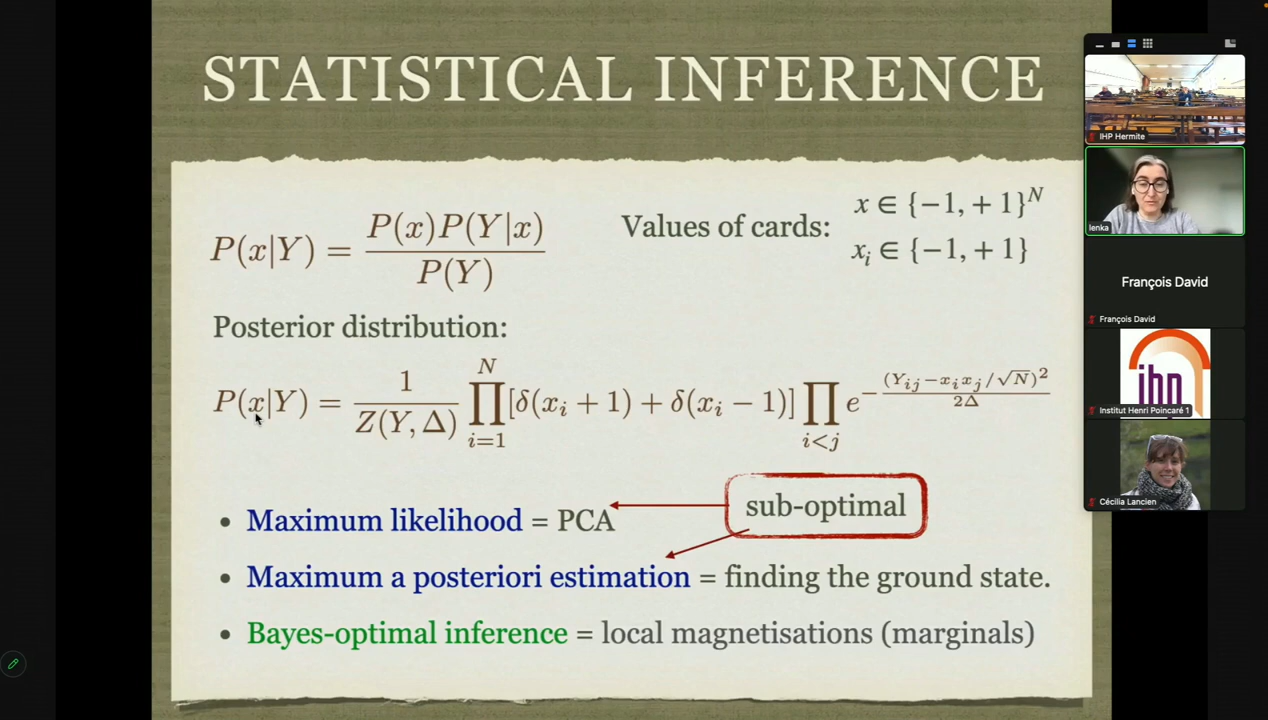 STATISTICAL INFERENCE
P(x|Y) = P(x)P(Y|x) / P(Y)
Values of cards:
x ∈ {−1, + 1}^N
x_i ∈ {−1, + 1}
Posterior distribution:
P(x|Y) = 1 / Z(Y, Δ) ∏_{i=1}^{N} [δ(x_i + 1) + δ(x_i − 1)] ∏_{i<j} e^{−(Y_{ij}−x_i x_j/√N)^2 / 2Δ}
sub-optimal
• Maximum likelihood = PCA
• Maximum a posteriori estimation = finding the ground state.
• Bayes-optimal inference = local magnetisations (marginals)
IHP Hermite
lenka
François David
François David
ihp
Institut Henri Poincaré 1
Cécilia Lancien